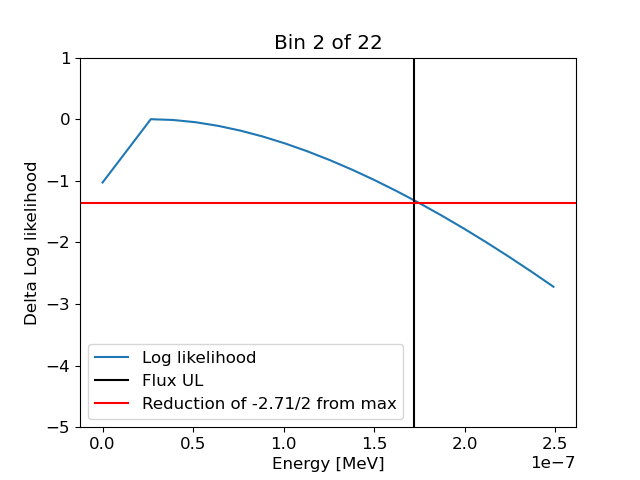 Bin 2 of 22
Delta Log likelihood
1
0
−1
−2
−3
−4
−5
Log likelihood
Flux UL
Reduction of -2.71/2 from max
0.0 0.5 1.0 1.5 2.0 2.5
1e−7
Energy [MeV]